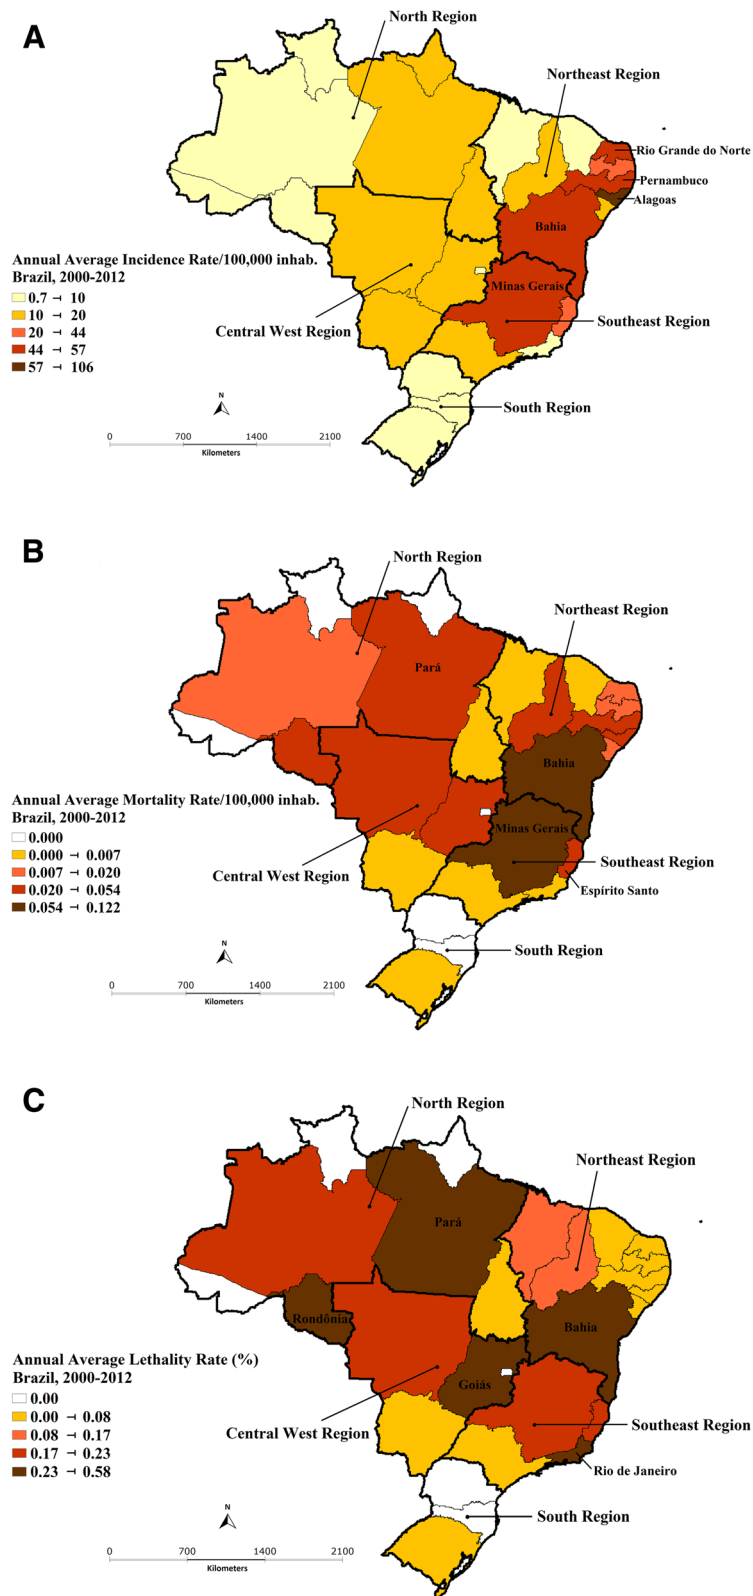 A
North Region
Northeast Region
Rio Grande do Norte
Pernambuco
Alagoas
Bahia
Annual Average Incidence Rate/100,000 inhab.
Brazil, 2000-2012
0.7 ⊣ 10
10 ⊣ 20
20 ⊣ 44
44 ⊣ 57
57 ⊣ 106
Minas Gerais
Southeast Region
Central West Region
South Region
N
0 700 1400 2100
Kilometers
B
North Region
Northeast Region
Pará
Bahia
Annual Average Mortality Rate/100,000 inhab.
Brazil, 2000-2012
0.000
0.000 ⊣ 0.007
0.007 ⊣ 0.020
0.020 ⊣ 0.054
0.054 ⊣ 0.122
Minas Gerais
Southeast Region
Central West Region
Espírito Santo
South Region
N
0 700 1400 2100
Kilometers
C
North Region
Northeast Region
Pará
Rondônia
Bahia
Annual Average Lethality Rate (%)
Brazil, 2000-2012
0.00
0.00 ⊣ 0.08
0.08 ⊣ 0.17
0.17 ⊣ 0.23
0.23 ⊣ 0.58
Goiás
Southeast Region
Central West Region
Rio de Janeiro
South Region
N
0 700 1400 2100
Kilometers